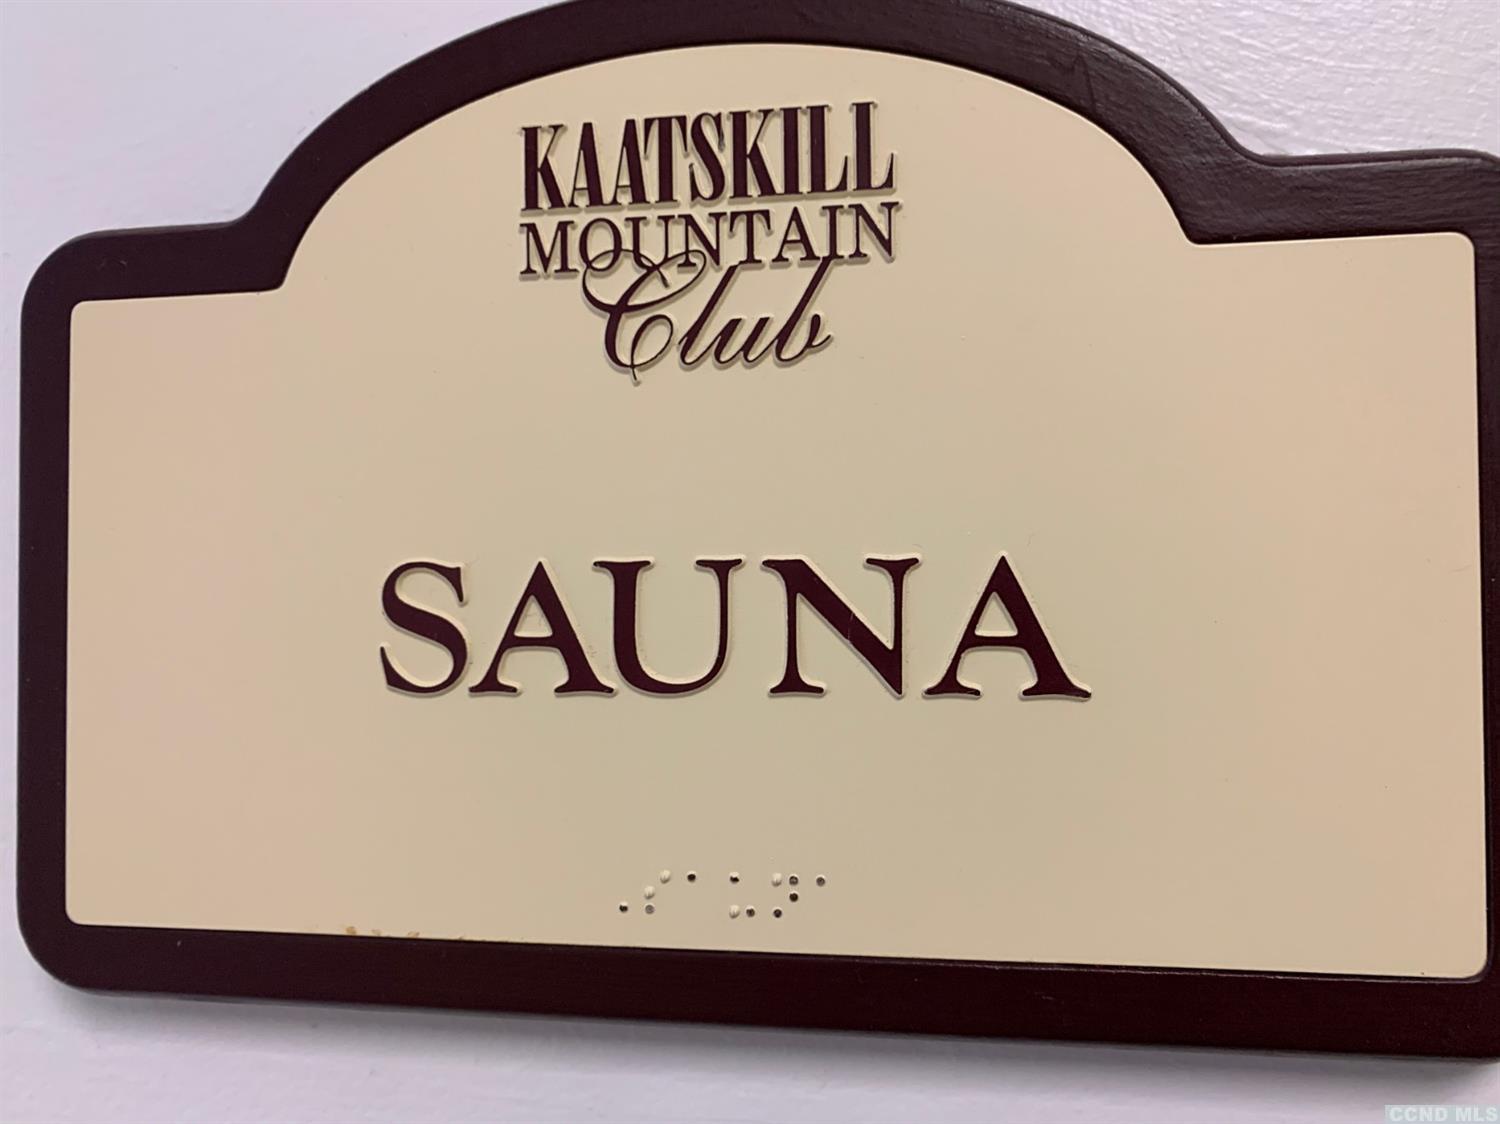 KAATSKILL
MOUNTAIN
Club
SAUNA
⠎⠁⠥⠝⠁
CCND MLS